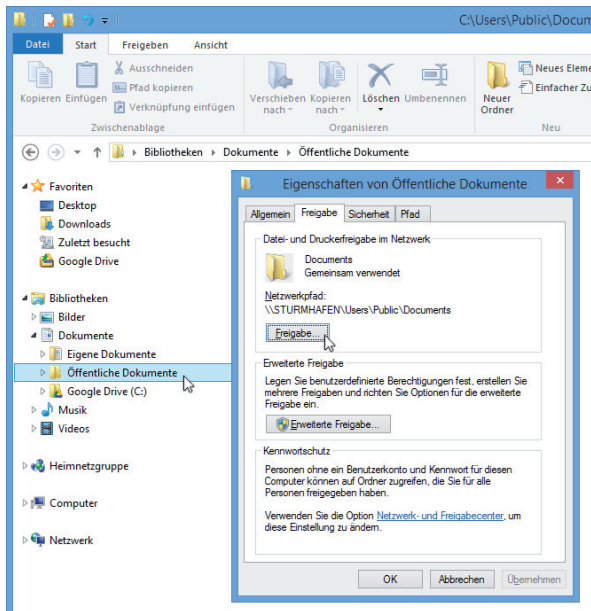 C:\Users\Public\Docum
Datei Start Freigeben Ansicht
Kopieren Einfügen
Ausschneiden
Pfad kopieren
Verknüpfung einfügen
Verschieben nach
Kopieren nach
Löschen Umbenennen
Neuer Ordner
Neues Eleme
Einfacher Zu
Zwischenablage Organisieren Neu
Bibliotheken Dokumente Öffentliche Dokumente
Favoriten
Desktop
Downloads
Zuletzt besucht
Google Drive
Bibliotheken
Bilder
Dokumente
Eigene Dokumente
Öffentliche Dokumente
Google Drive (C:)
Musik
Videos
Heimnetzgruppe
Computer
Netzwerk
Eigenschaften von Öffentliche Dokumente
Allgemein Freigabe Sicherheit Pfad
Datei- und Druckerfreigabe im Netzwerk
Documents
Gemeinsam verwendet
Netzwerkpfad:
\\STURMHAFEN\Users\Public\Documents
Freigabe...
Erweiterte Freigabe
Legen Sie benutzerdefinierte Berechtigungen fest, erstellen Sie
mehrere Freigaben und richten Sie Optionen für die erweiterte
Freigabe ein.
Erweiterte Freigabe...
Kennwortschutz
Personen ohne ein Benutzerkonto und Kennwort für diesen
Computer können auf Ordner zugreifen, die Sie für alle
Personen freigegeben haben.
Verwenden Sie die Option Netzwerk- und Freigabecenter, um
diese Einstellung zu ändern.
OK Abbrechen Übernehmen